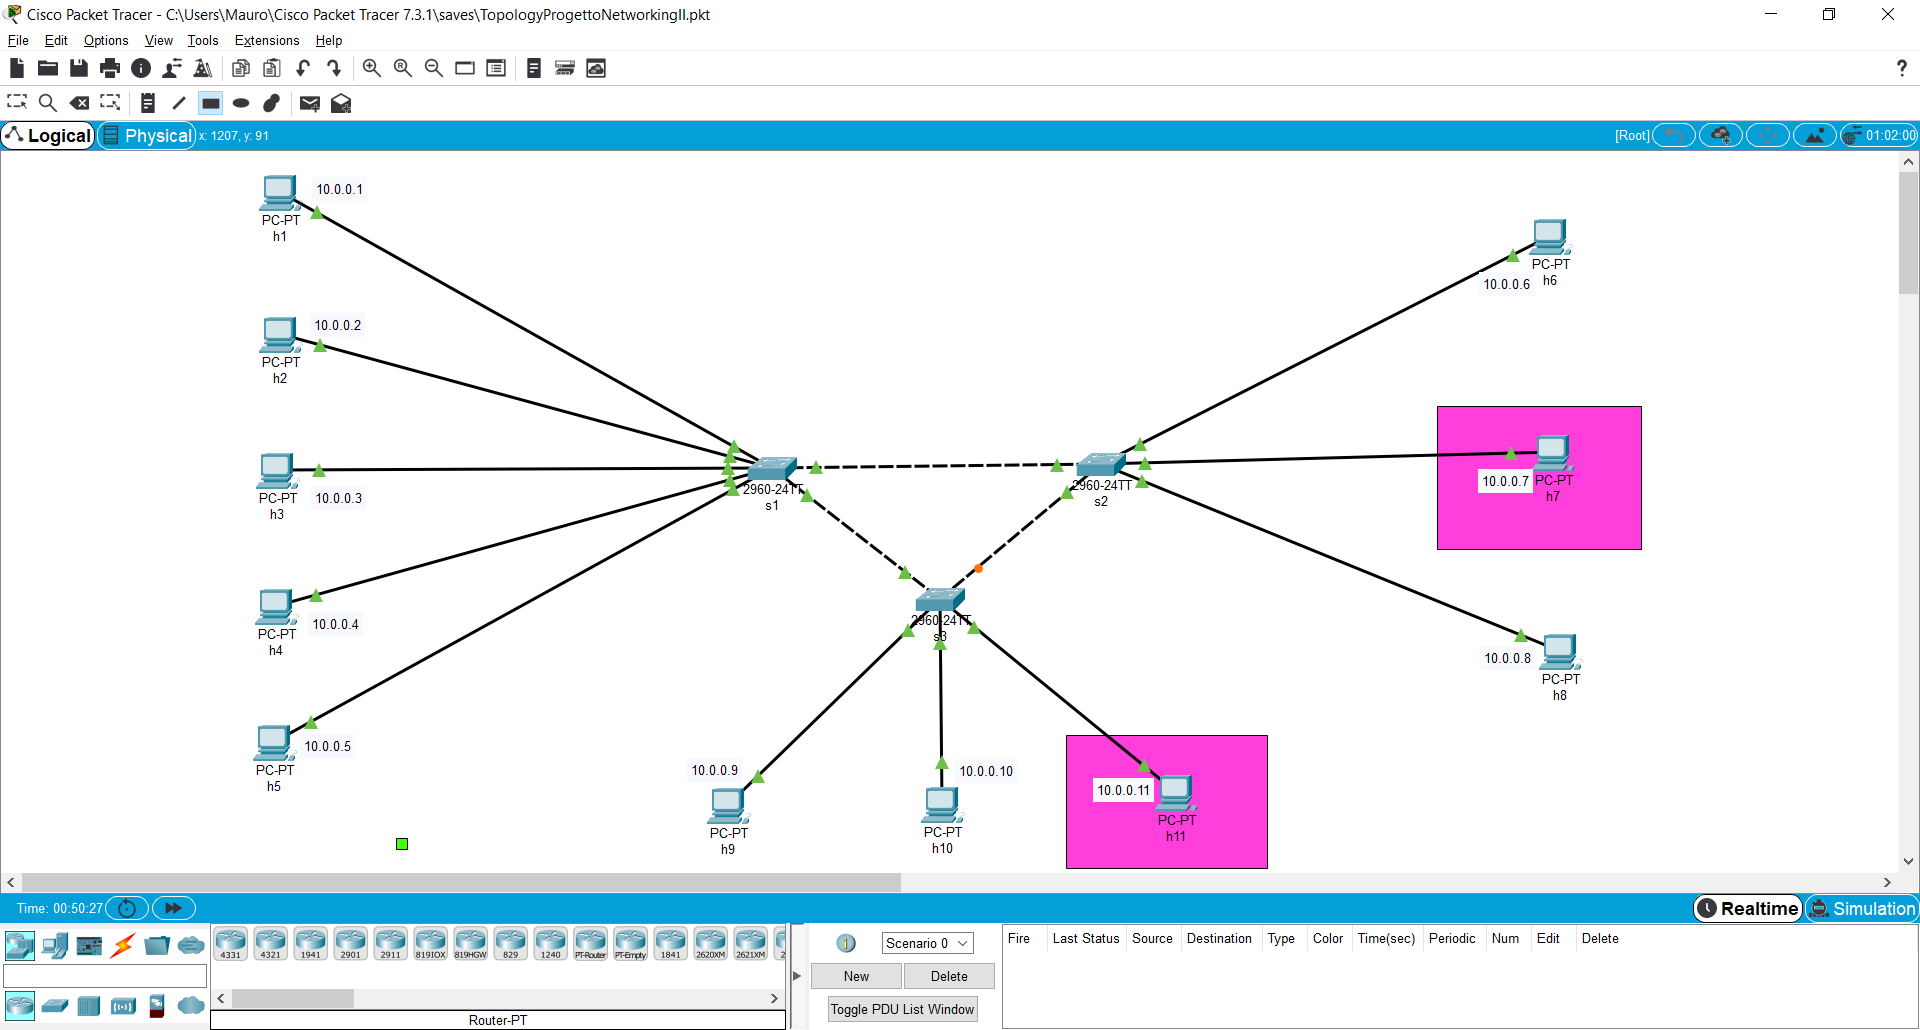 Cisco Packet Tracer - C:\Users\Mauro\Cisco Packet Tracer 7.3.1\saves\TopologyProgettoNetworkingII.pkt
File Edit Options View Tools Extensions Help
?
Logical Physical x: 1207, y: 91 [Root] 01:02:00
10.0.0.1
PC-PT
h1
10.0.0.2
PC-PT
h2
10.0.0.3
PC-PT
h3
10.0.0.4
PC-PT
h4
10.0.0.5
PC-PT
h5
2960-24TT
s1
2960-24TT
s2
2960-24TT
s3
PC-PT
10.0.0.6 h6
10.0.0.7 PC-PT
h7
10.0.0.8
PC-PT
h8
10.0.0.9
PC-PT
h9
10.0.0.10
PC-PT
h10
10.0.0.11
PC-PT
h11
Time: 00:50:27 Realtime Simulation
4331 4321 1941 2901 2911 819IOX 819HGW 829 1240 PT-Router PT-Empty 1841 2620XM 2621XM 2
Router-PT
Scenario 0
New Delete
Toggle PDU List Window
Fire Last Status Source Destination Type Color Time(sec) Periodic Num Edit Delete